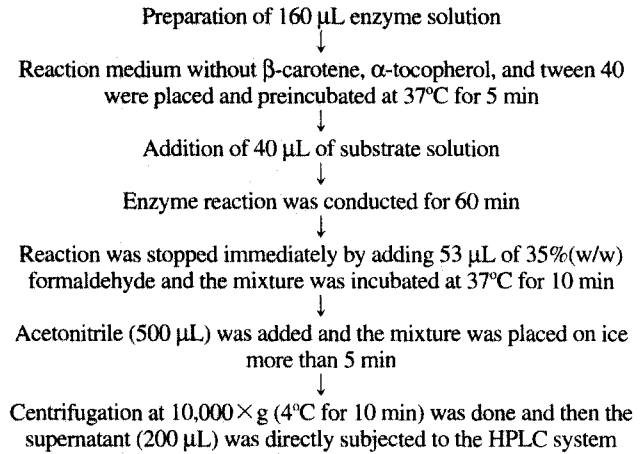 Preparation of 160 μL enzyme solution
↓
Reaction medium without β-carotene, α-tocopherol, and tween 40
were placed and preincubated at 37°C for 5 min
↓
Addition of 40 μL of substrate solution
↓
Enzyme reaction was conducted for 60 min
↓
Reaction was stopped immediately by adding 53 μL of 35%(w/w)
formaldehyde and the mixture was incubated at 37°C for 10 min
↓
Acetonitrile (500 μL) was added and the mixture was placed on ice
more than 5 min
↓
Centrifugation at 10,000×g (4°C for 10 min) was done and then the
supernatant (200 μL) was directly subjected to the HPLC system